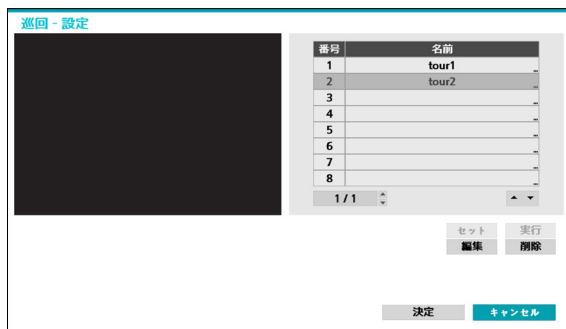 巡回 - 設定
番号 名前
1 tour1 ...
2 tour2 ...
3 ...
4 ...
5 ...
6 ...
7 ...
8 ...
1 / 1
セット 実行
編集 削除
決定 キャンセル